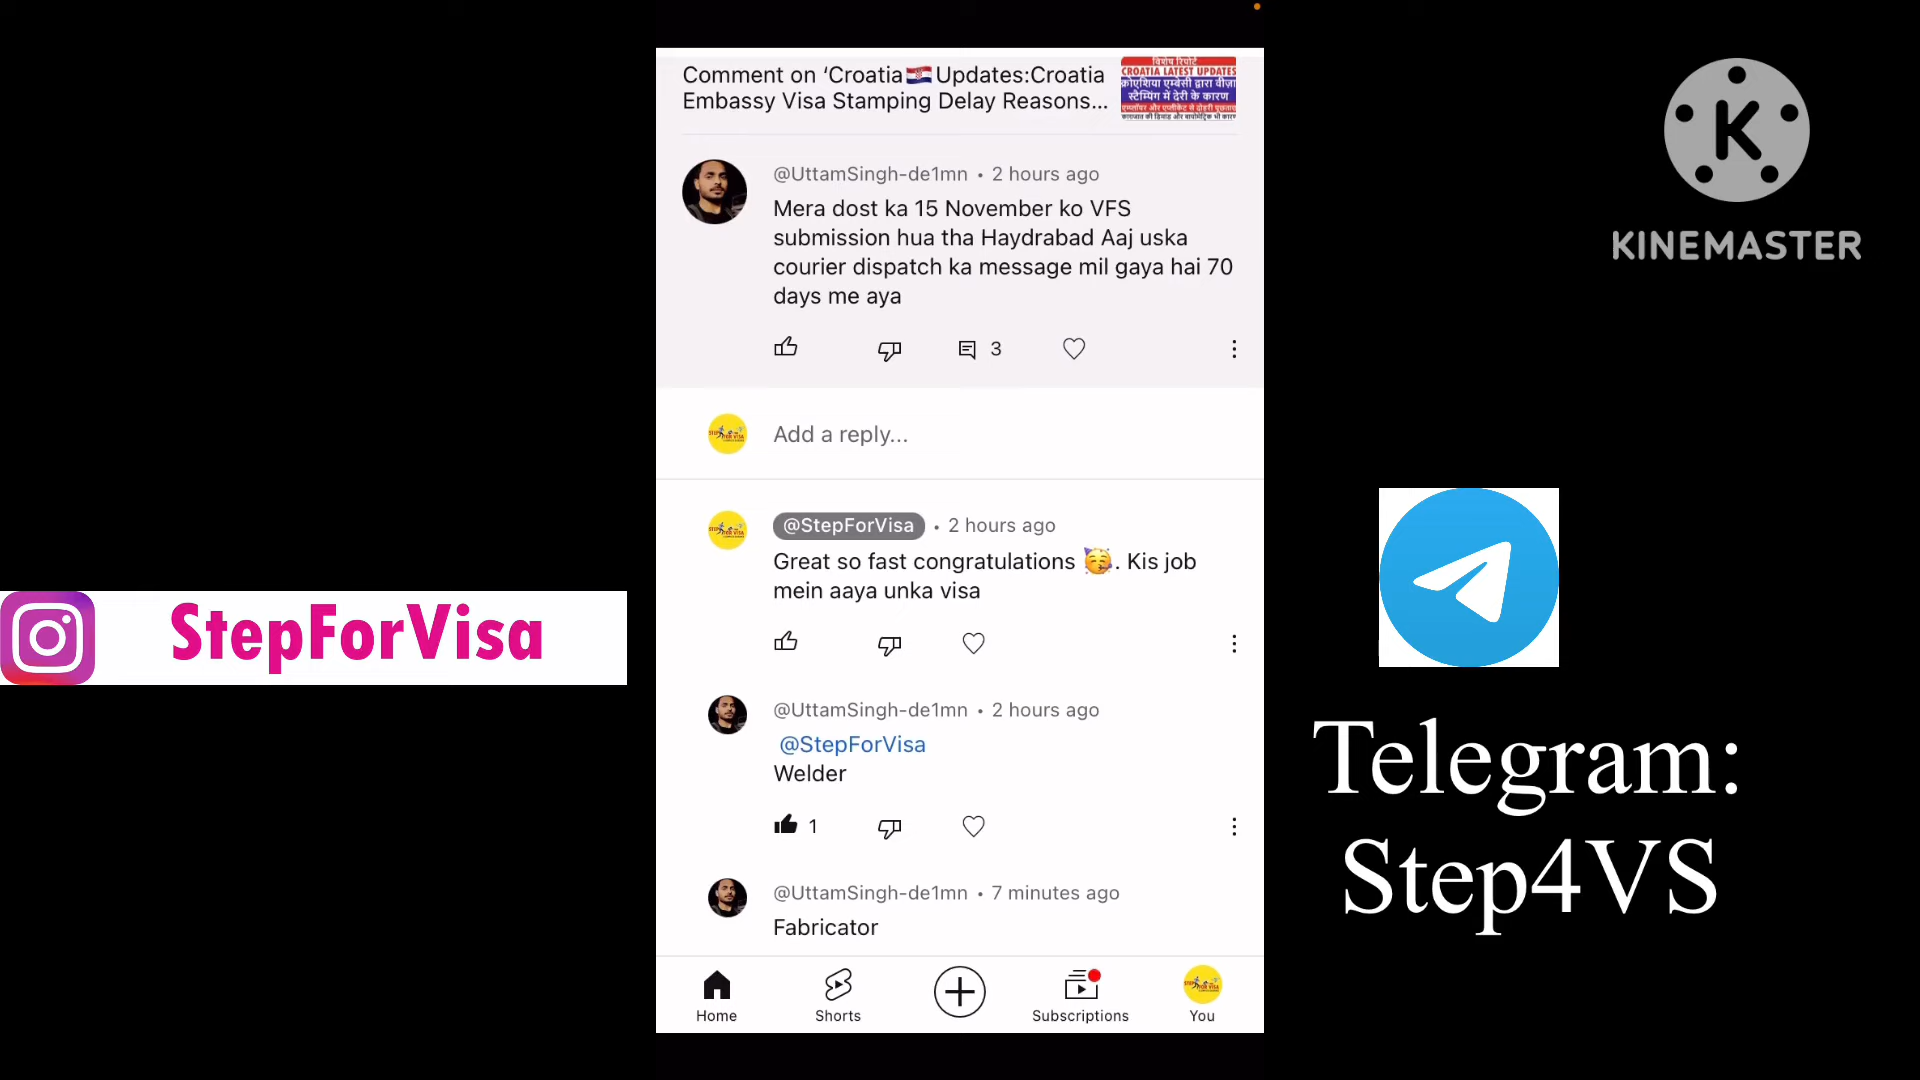 Comment on ‘Croatia🇭🇷Updates:Croatia
Embassy Visa Stamping Delay Reasons...
विशेष रिपोर्ट
CROATIA LATEST UPDATES
क्रोएशिया एम्बेसी द्वारा वीज़ा
स्टैम्पिंग में देरी के कारण
@UttamSingh-de1mn • 2 hours ago
Mera dost ka 15 November ko VFS
submission hua tha Haydrabad Aaj uska
courier dispatch ka message mil gaya hai 70
days me aya
3
Add a reply...
@StepForVisa • 2 hours ago
Great so fast congratulations 🥳. Kis job
mein aaya unka visa
@UttamSingh-de1mn • 2 hours ago
@StepForVisa
Welder
1
@UttamSingh-de1mn • 7 minutes ago
Fabricator
Home
Shorts
Subscriptions
You
StepForVisa
K
KINEMASTER
Telegram:
Step4VS